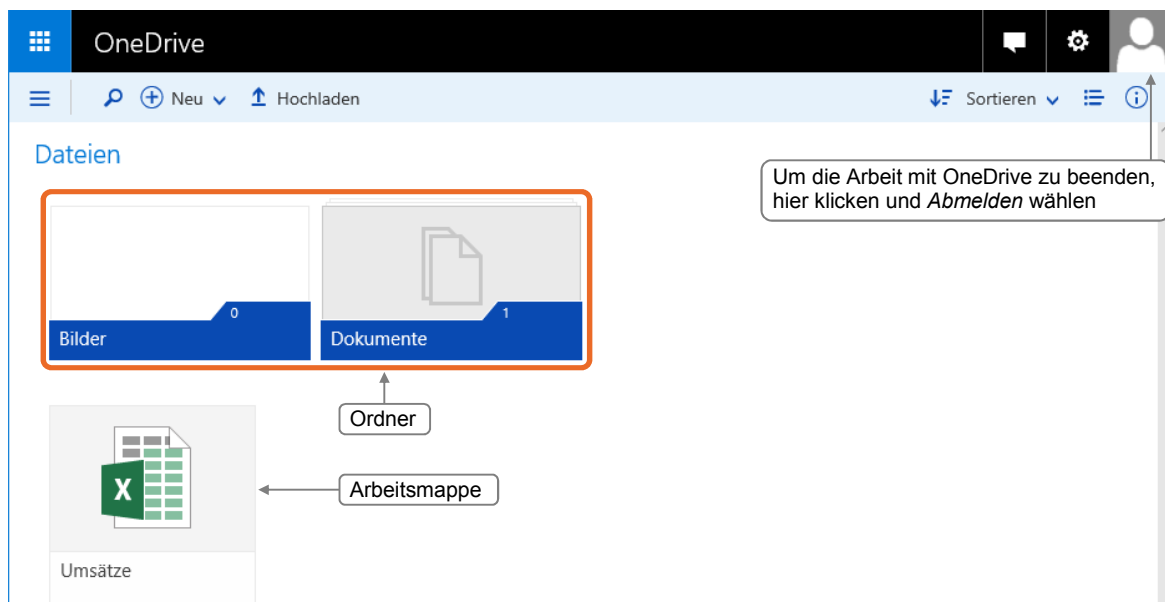 OneDrive
Neu
Hochladen
Sortieren
Dateien
Um die Arbeit mit OneDrive zu beenden,
hier klicken und Abmelden wählen
0
Bilder
1
Dokumente
Ordner
X
Arbeitsmappe
Umsätze